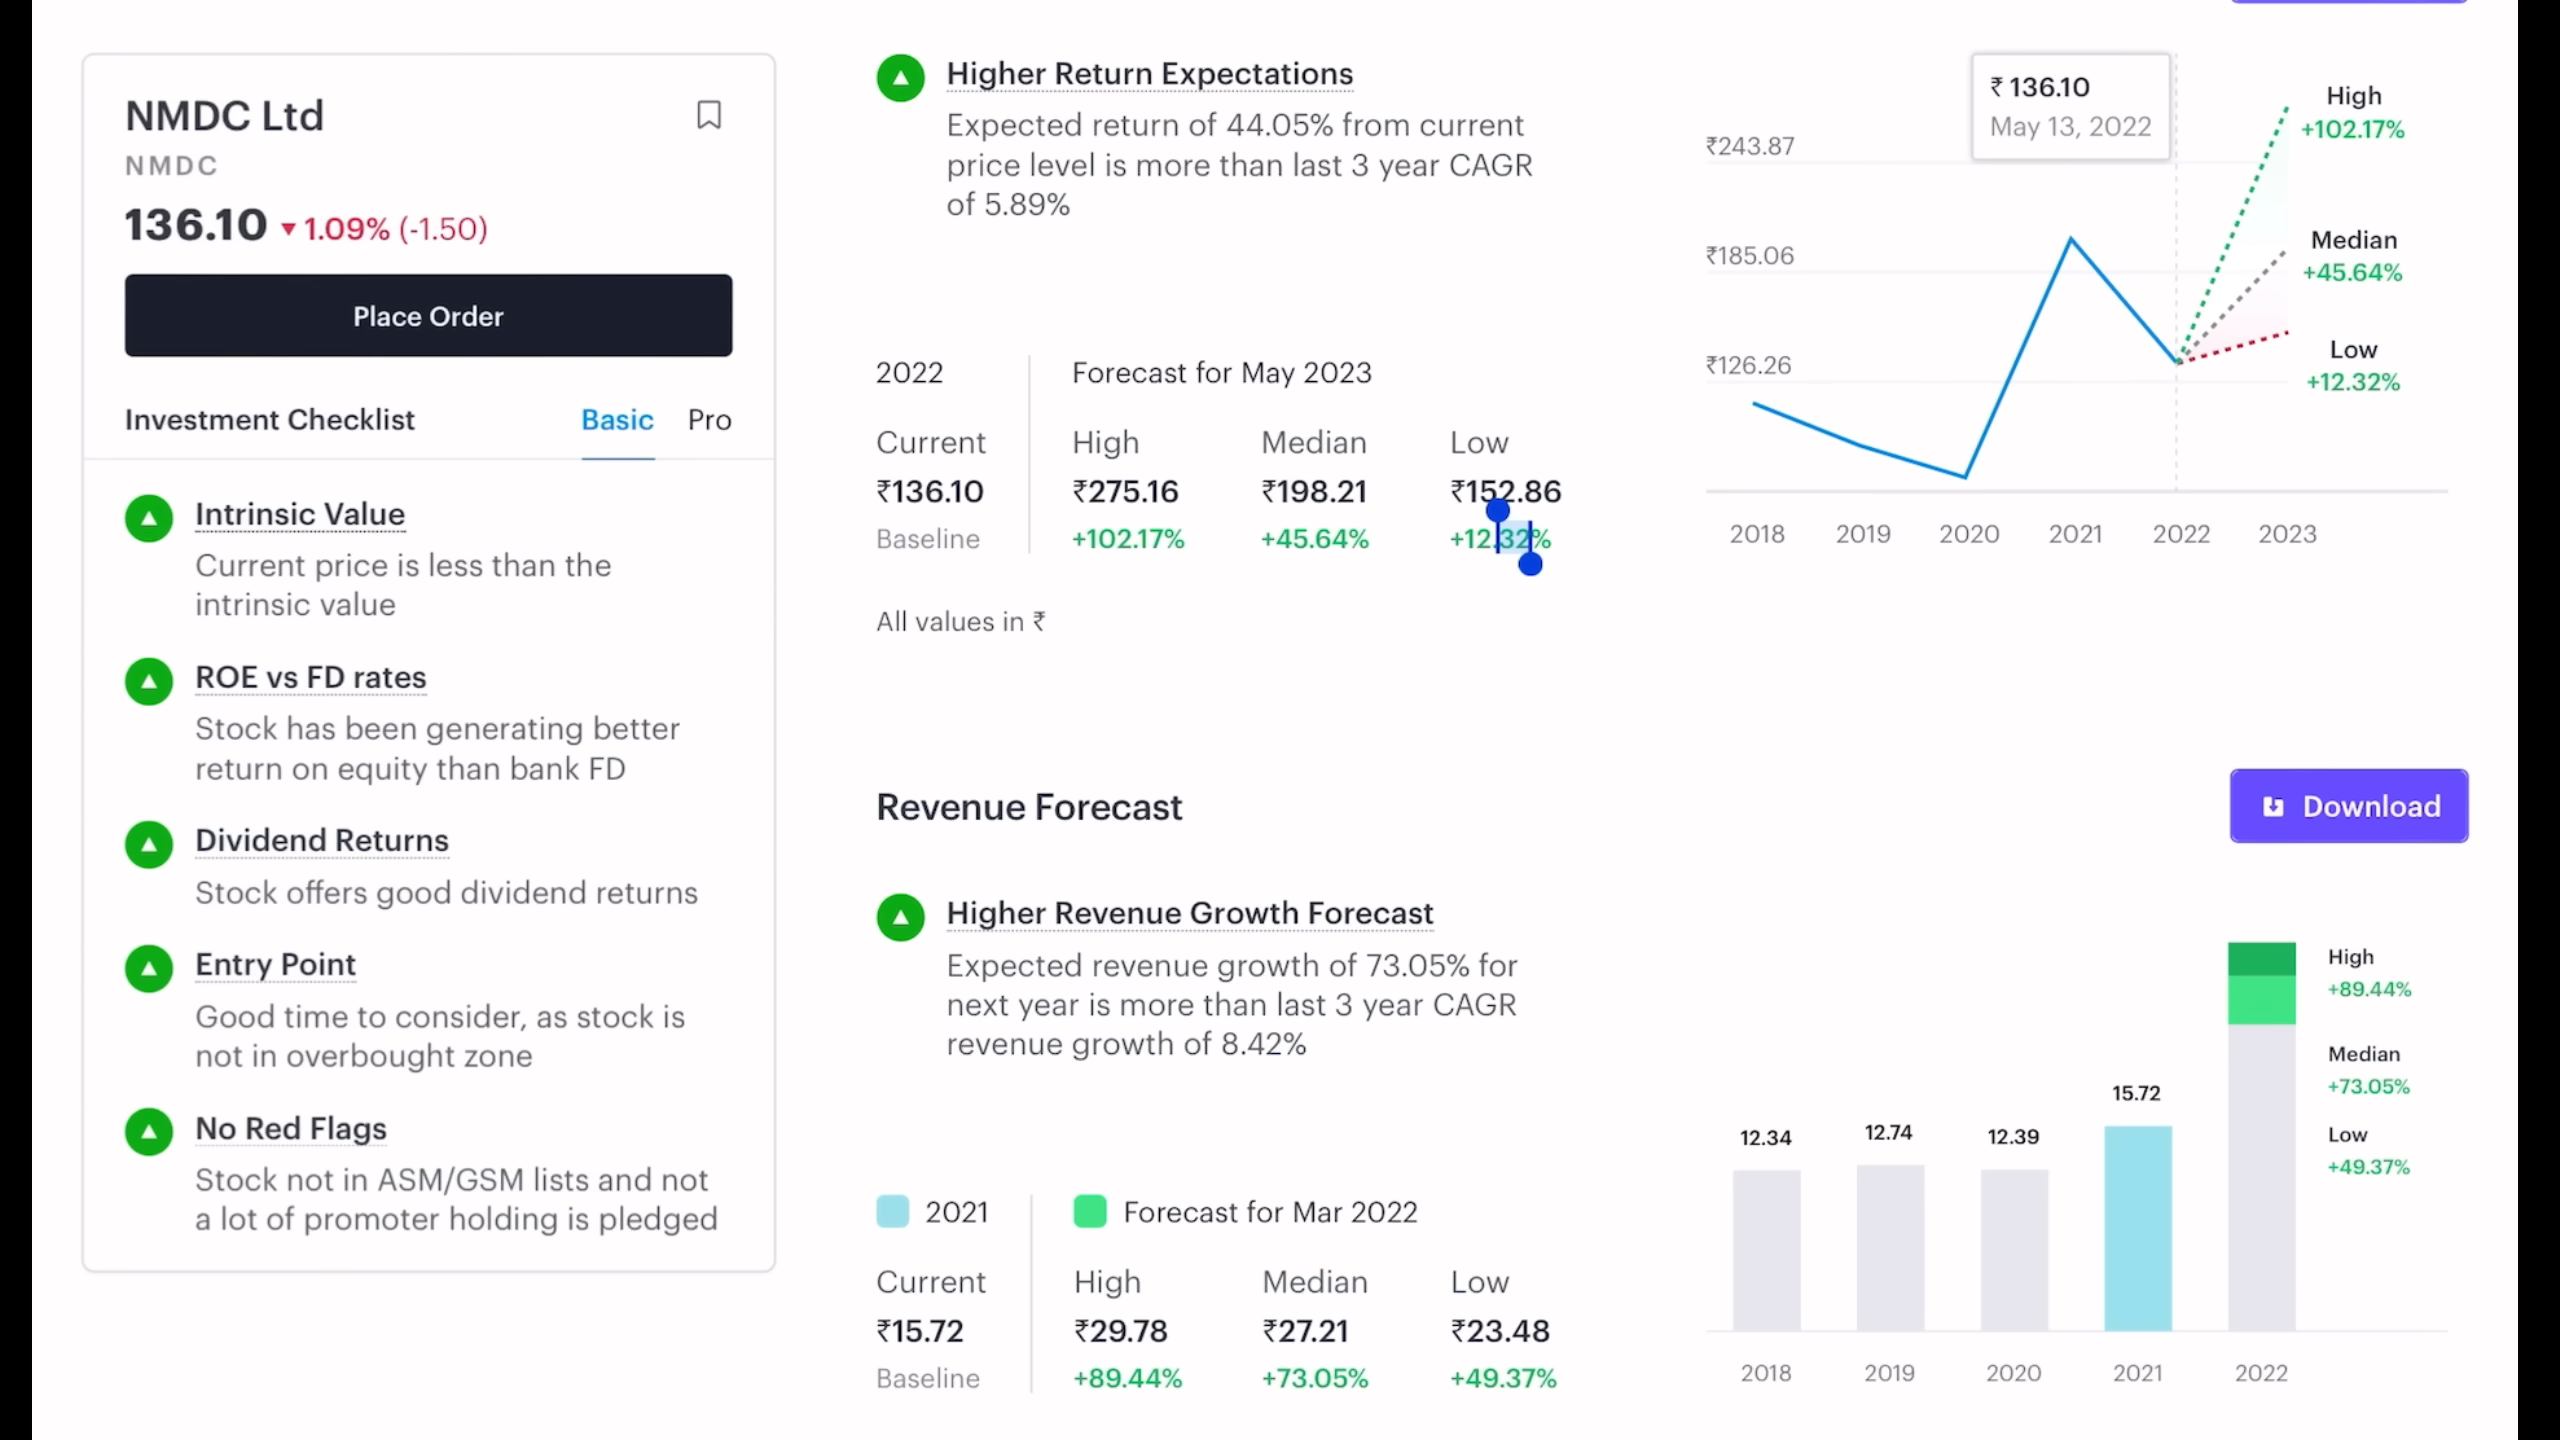 NMDC Ltd
NMDC
136.10 ▼ 1.09% (-1.50)
Place Order
Investment Checklist Basic Pro
Intrinsic Value
Current price is less than the
intrinsic value
ROE vs FD rates
Stock has been generating better
return on equity than bank FD
Dividend Returns
Stock offers good dividend returns
Entry Point
Good time to consider, as stock is
not in overbought zone
No Red Flags
Stock not in ASM/GSM lists and not
a lot of promoter holding is pledged
Higher Return Expectations
Expected return of 44.05% from current
price level is more than last 3 year CAGR
of 5.89%
2022 Forecast for May 2023
Current High Median Low
₹136.10 ₹275.16 ₹198.21 ₹152.86
Baseline +102.17% +45.64% +12.32%
All values in ₹
₹ 136.10
May 13, 2022
₹243.87
₹185.06
₹126.26
High
+102.17%
Median
+45.64%
Low
+12.32%
2018 2019 2020 2021 2022 2023
Revenue Forecast
Download
Higher Revenue Growth Forecast
Expected revenue growth of 73.05% for
next year is more than last 3 year CAGR
revenue growth of 8.42%
2021 Forecast for Mar 2022
Current High Median Low
₹15.72 ₹29.78 ₹27.21 ₹23.48
Baseline +89.44% +73.05% +49.37%
12.34 12.74 12.39 15.72
High
+89.44%
Median
+73.05%
Low
+49.37%
2018 2019 2020 2021 2022